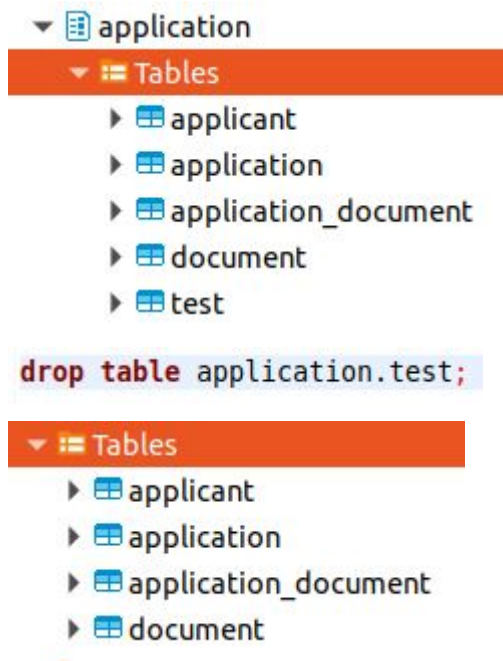 application
Tables
applicant
application
application_document
document
test
drop table application.test;
Tables
applicant
application
application_document
document